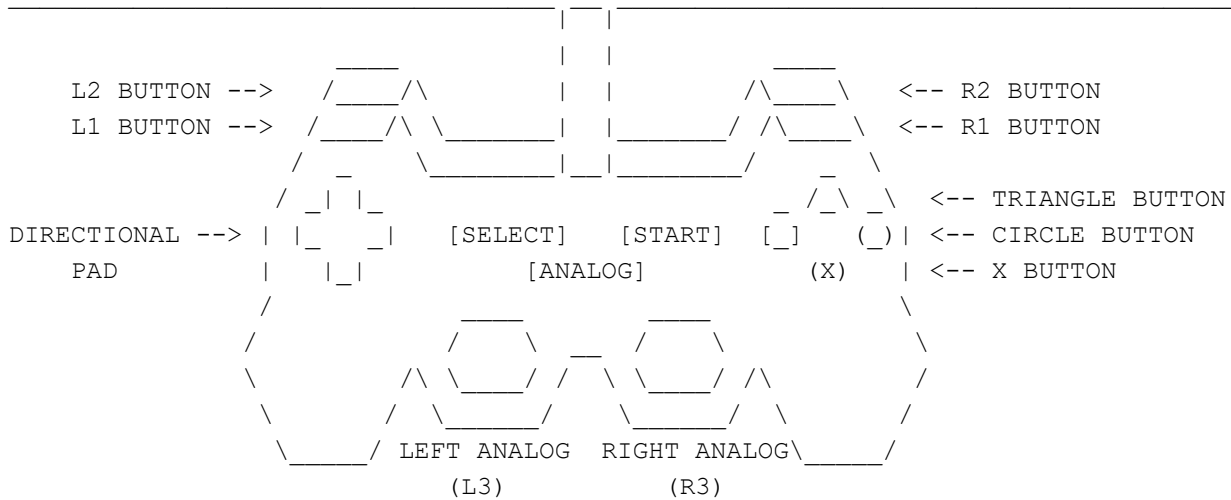 L2 BUTTON --> <-- R2 BUTTON
L1 BUTTON --> <-- R1 BUTTON
<-- TRIANGLE BUTTON
DIRECTIONAL --> [SELECT] [START] <-- CIRCLE BUTTON
PAD [ANALOG] (X) <-- X BUTTON
LEFT ANALOG RIGHT ANALOG
(L3) (R3)